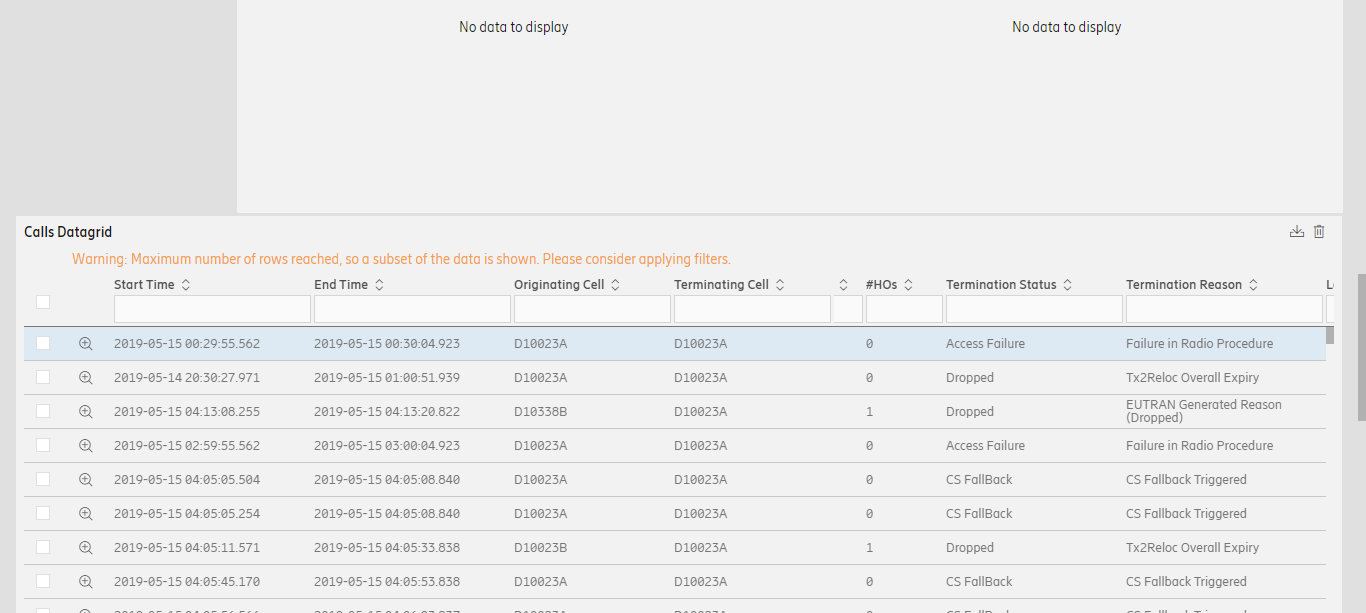 No data to display No data to display
Calls Datagrid
Warning: Maximum number of rows reached, so a subset of the data is shown. Please consider applying filters.
Start Time End Time Originating Cell Terminating Cell #HOs Termination Status Termination Reason
2019-05-15 00:29:55.562 2019-05-15 00:30:04.923 D10023A D10023A 0 Access Failure Failure in Radio Procedure
2019-05-14 20:30:27.971 2019-05-15 01:00:51.939 D10023A D10023A 0 Dropped Tx2Reloc Overall Expiry
2019-05-15 04:13:08.255 2019-05-15 04:13:20.822 D10338B D10023A 1 Dropped EUTRAN Generated Reason
(Dropped)
2019-05-15 02:59:55.562 2019-05-15 03:00:04.923 D10023A D10023A 0 Access Failure Failure in Radio Procedure
2019-05-15 04:05:05.504 2019-05-15 04:05:08.840 D10023A D10023A 0 CS FallBack CS Fallback Triggered
2019-05-15 04:05:05.254 2019-05-15 04:05:08.840 D10023A D10023A 0 CS FallBack CS Fallback Triggered
2019-05-15 04:05:11.571 2019-05-15 04:05:33.838 D10023B D10023A 1 Dropped Tx2Reloc Overall Expiry
2019-05-15 04:05:45.170 2019-05-15 04:05:53.838 D10023A D10023A 0 CS FallBack CS Fallback Triggered